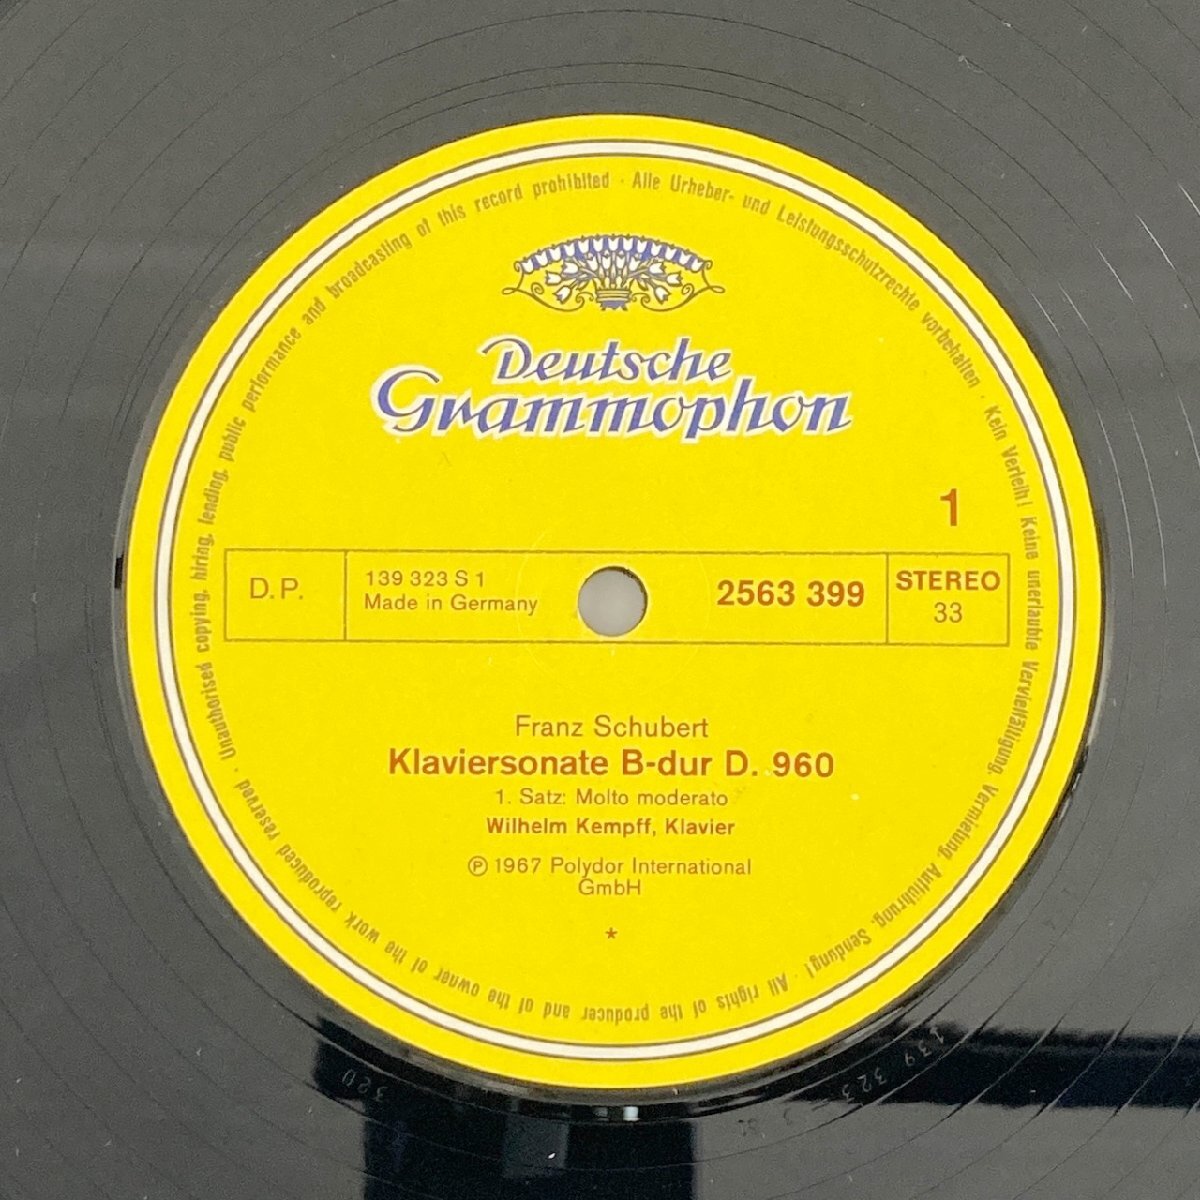 Deutsche
Grammophon
1
D.P.
139 323 S 1
Made in Germany
2563 399
STEREO
33
Franz Schubert
Klaviersonate B-dur D. 960
1. Satz: Molto moderato
Wilhelm Kempff, Klavier
Ⓟ 1967 Polydor International
GmbH
*
All rights of the producer and of the owner of the work reproduced reserved · Unauthorised copying, hiring, lending, public performance and broadcasting of this record prohibited · Alle Urheber- und Leistungsschutzrechte vorbehalten · Kein Verleih! Keine unerlaubte Vervielfältigung, Vermietung, Aufführung, Sendung! ·
320
139 323